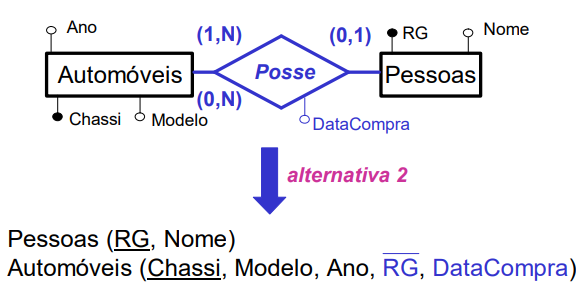 Ano
(1,N)
(0,1)
RG
Nome
Automóveis
Posse
Pessoas
(0,N)
Chassi
Modelo
DataCompra
alternativa 2
Pessoas (RG, Nome)
Automóveis (Chassi, Modelo, Ano, RG, DataCompra)